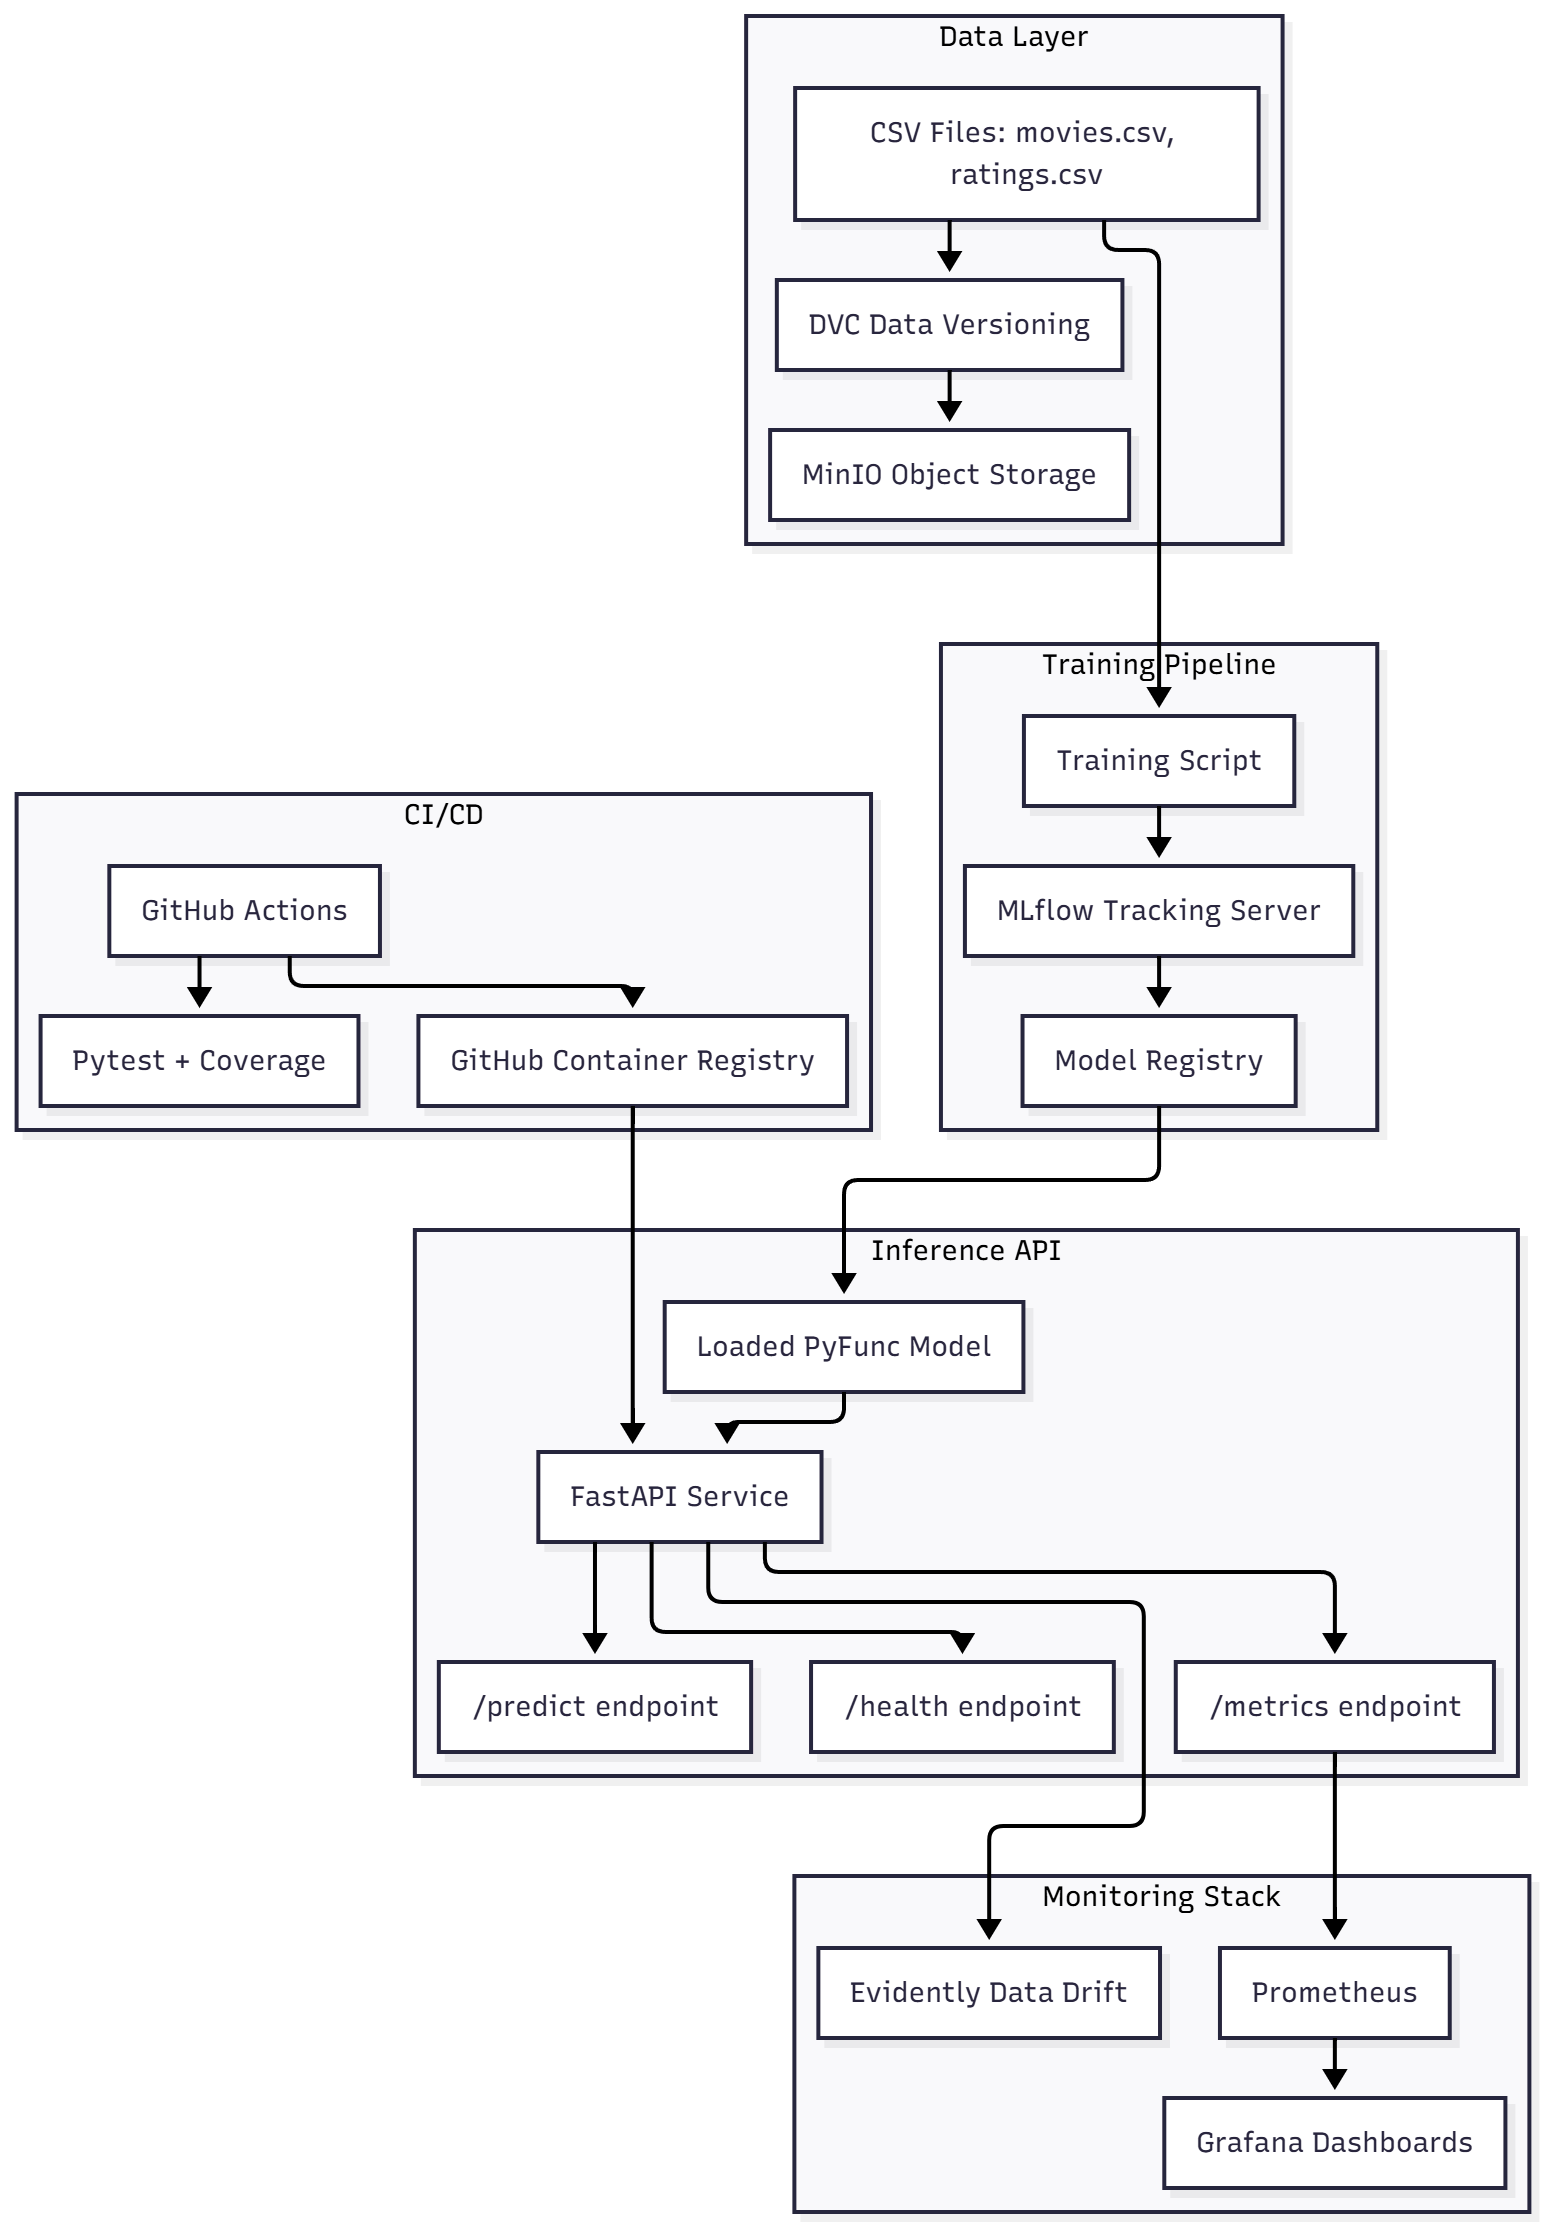 Data Layer
CSV Files: movies.csv,
ratings.csv
DVC Data Versioning
MinIO Object Storage
Training Pipeline
Training Script
MLflow Tracking Server
Model Registry
CI/CD
GitHub Actions
Pytest + Coverage
GitHub Container Registry
Inference API
Loaded PyFunc Model
FastAPI Service
/predict endpoint
/health endpoint
/metrics endpoint
Monitoring Stack
Evidently Data Drift
Prometheus
Grafana Dashboards